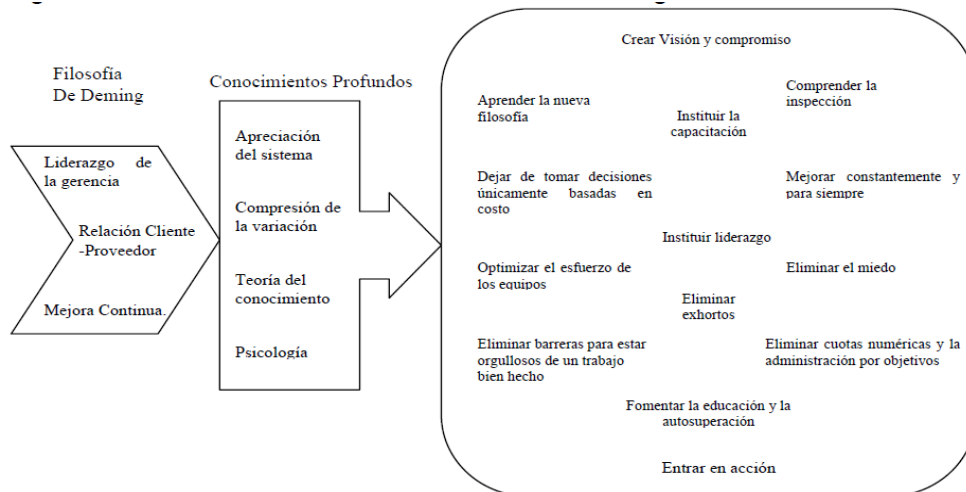 Filosofía
De Deming
Liderazgo de
la gerencia
Relación Cliente
-Proveedor
Mejora Continua.
Conocimientos Profundos
Apreciación
del sistema
Compresión de
la variación
Teoría del
conocimiento
Psicología
Crear Visión y compromiso
Aprender la nueva
filosofía
Instituir la
capacitación
Comprender la
inspección
Dejar de tomar decisiones
únicamente basadas en
costo
Mejorar constantemente y
para siempre
Instituir liderazgo
Optimizar el esfuerzo de
los equipos
Eliminar el miedo
Eliminar
exhortos
Eliminar barreras para estar
orgullosos de un trabajo
bien hecho
Eliminar cuotas numéricas y la
administración por objetivos
Fomentar la educación y la
autosuperación
Entrar en acción